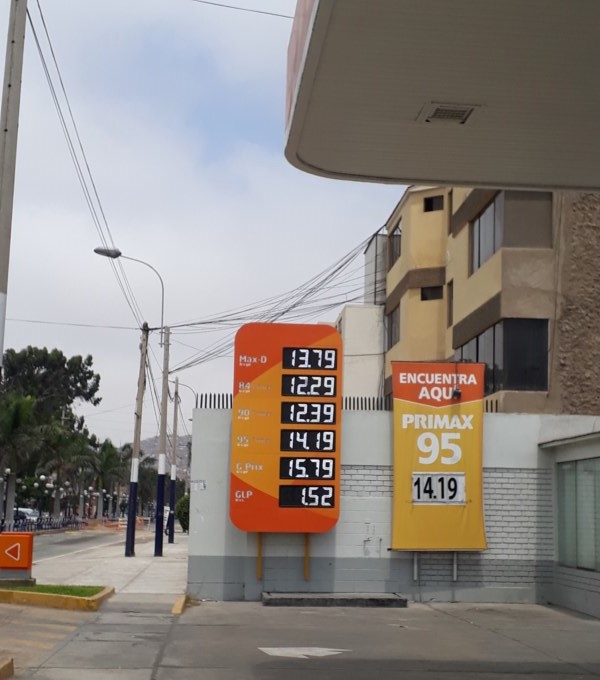 Max-D 13.79
84 12.29
90 12.39
95 14.19
G.Prix 15.79
GLP 1.52
ENCUENTRA
AQUÍ
PRIMAX
95
14.19